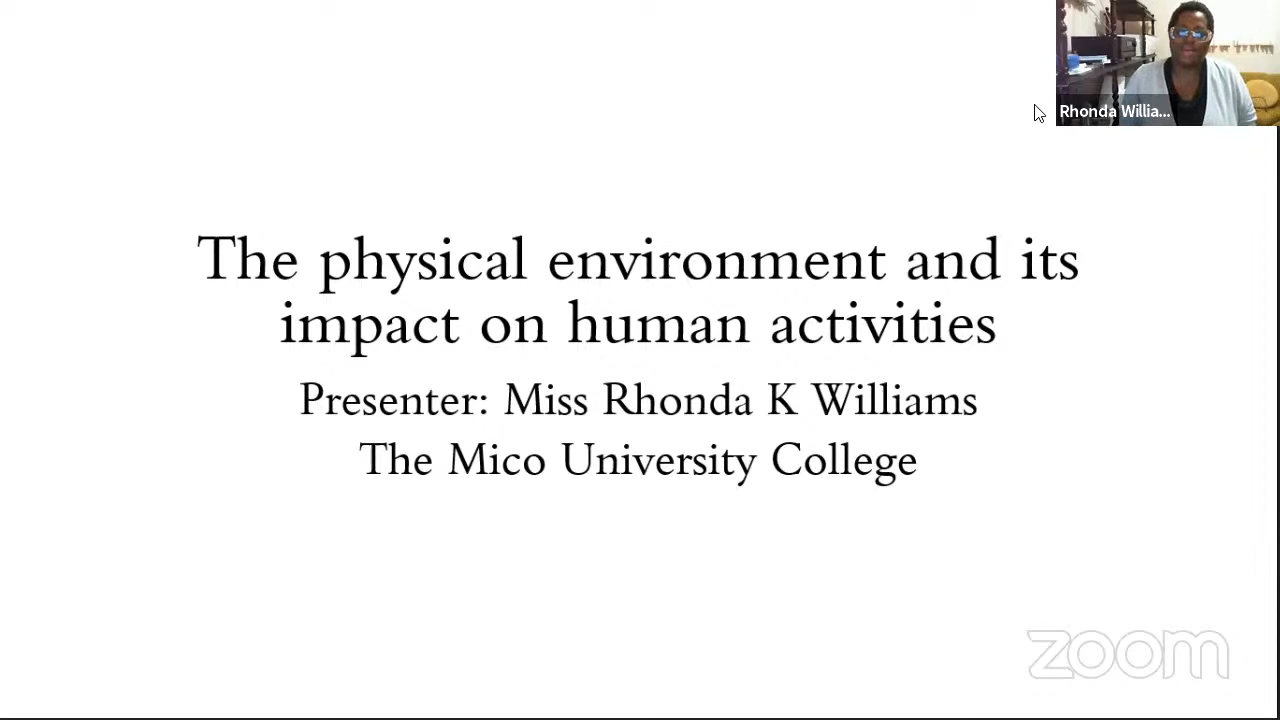 Rhonda Willia...
The physical environment and its
impact on human activities
Presenter: Miss Rhonda K Williams
The Mico University College
zoom